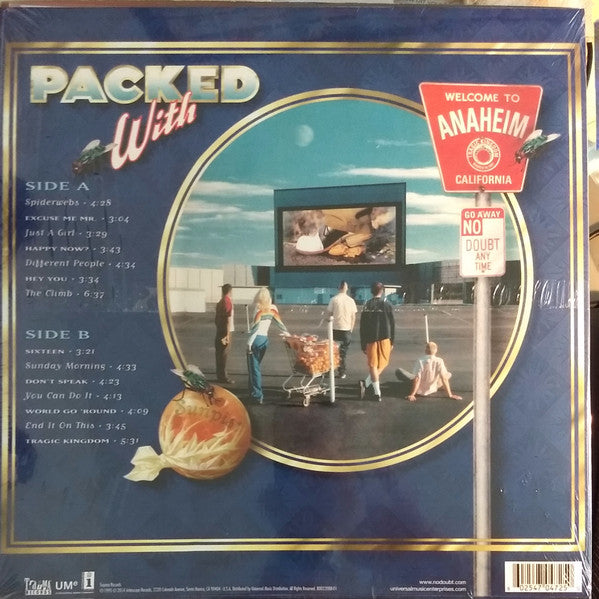 PACKED
With
SIDE A
Spiderwebs · 4:28
EXCUSE ME MR. · 3:04
Just A Girl · 3:29
HAPPY NOW? · 3:43
Different People · 4:34
HEY YOU · 3:34
The Climb · 6:37
SIDE B
SIXTEEN · 3:21
Sunday Morning · 4:33
DON'T SPEAK · 4:23
You Can Do It · 4:13
WORLD GO 'ROUND · 4:09
End It On This · 3:45
TRAGIC KINGDOM · 5:31
WELCOME TO
ANAHEIM
CALIFORNIA
GO AWAY
NO
DOUBT
ANY
TIME
RECORDS
UMe
www.nodoubt.com
universalmusicenterprises.com